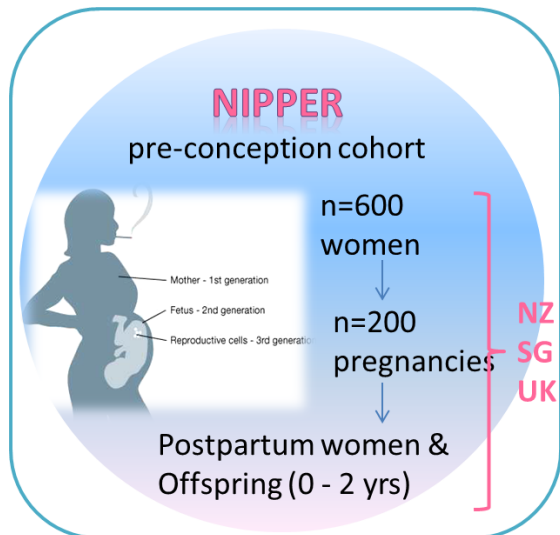 NIPPER
pre-conception cohort
n=600
women
Mother - 1st generation
Fetus - 2nd generation
Reproductive cells - 3rd generation
n=200
pregnancies
NZ
SG
UK
Postpartum women &
Offspring (0 - 2 yrs)